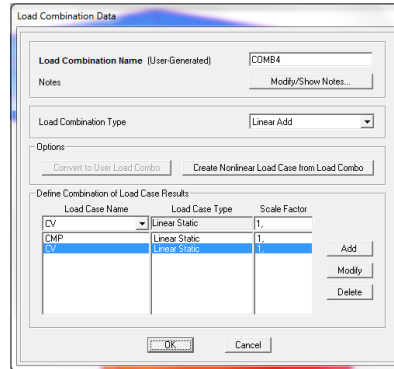 Load Combination Data
Load Combination Name (User-Generated) COMB4
Notes Modify/Show Notes...
Load Combination Type Linear Add
Options
Convert to User Load Combo Create Nonlinear Load Case from Load Combo
Define Combination of Load Case Results
Load Case Name Load Case Type Scale Factor
CV Linear Static 1,
CMP Linear Static 1,
CV Linear Static 1,
Add
Modify
Delete
OK Cancel